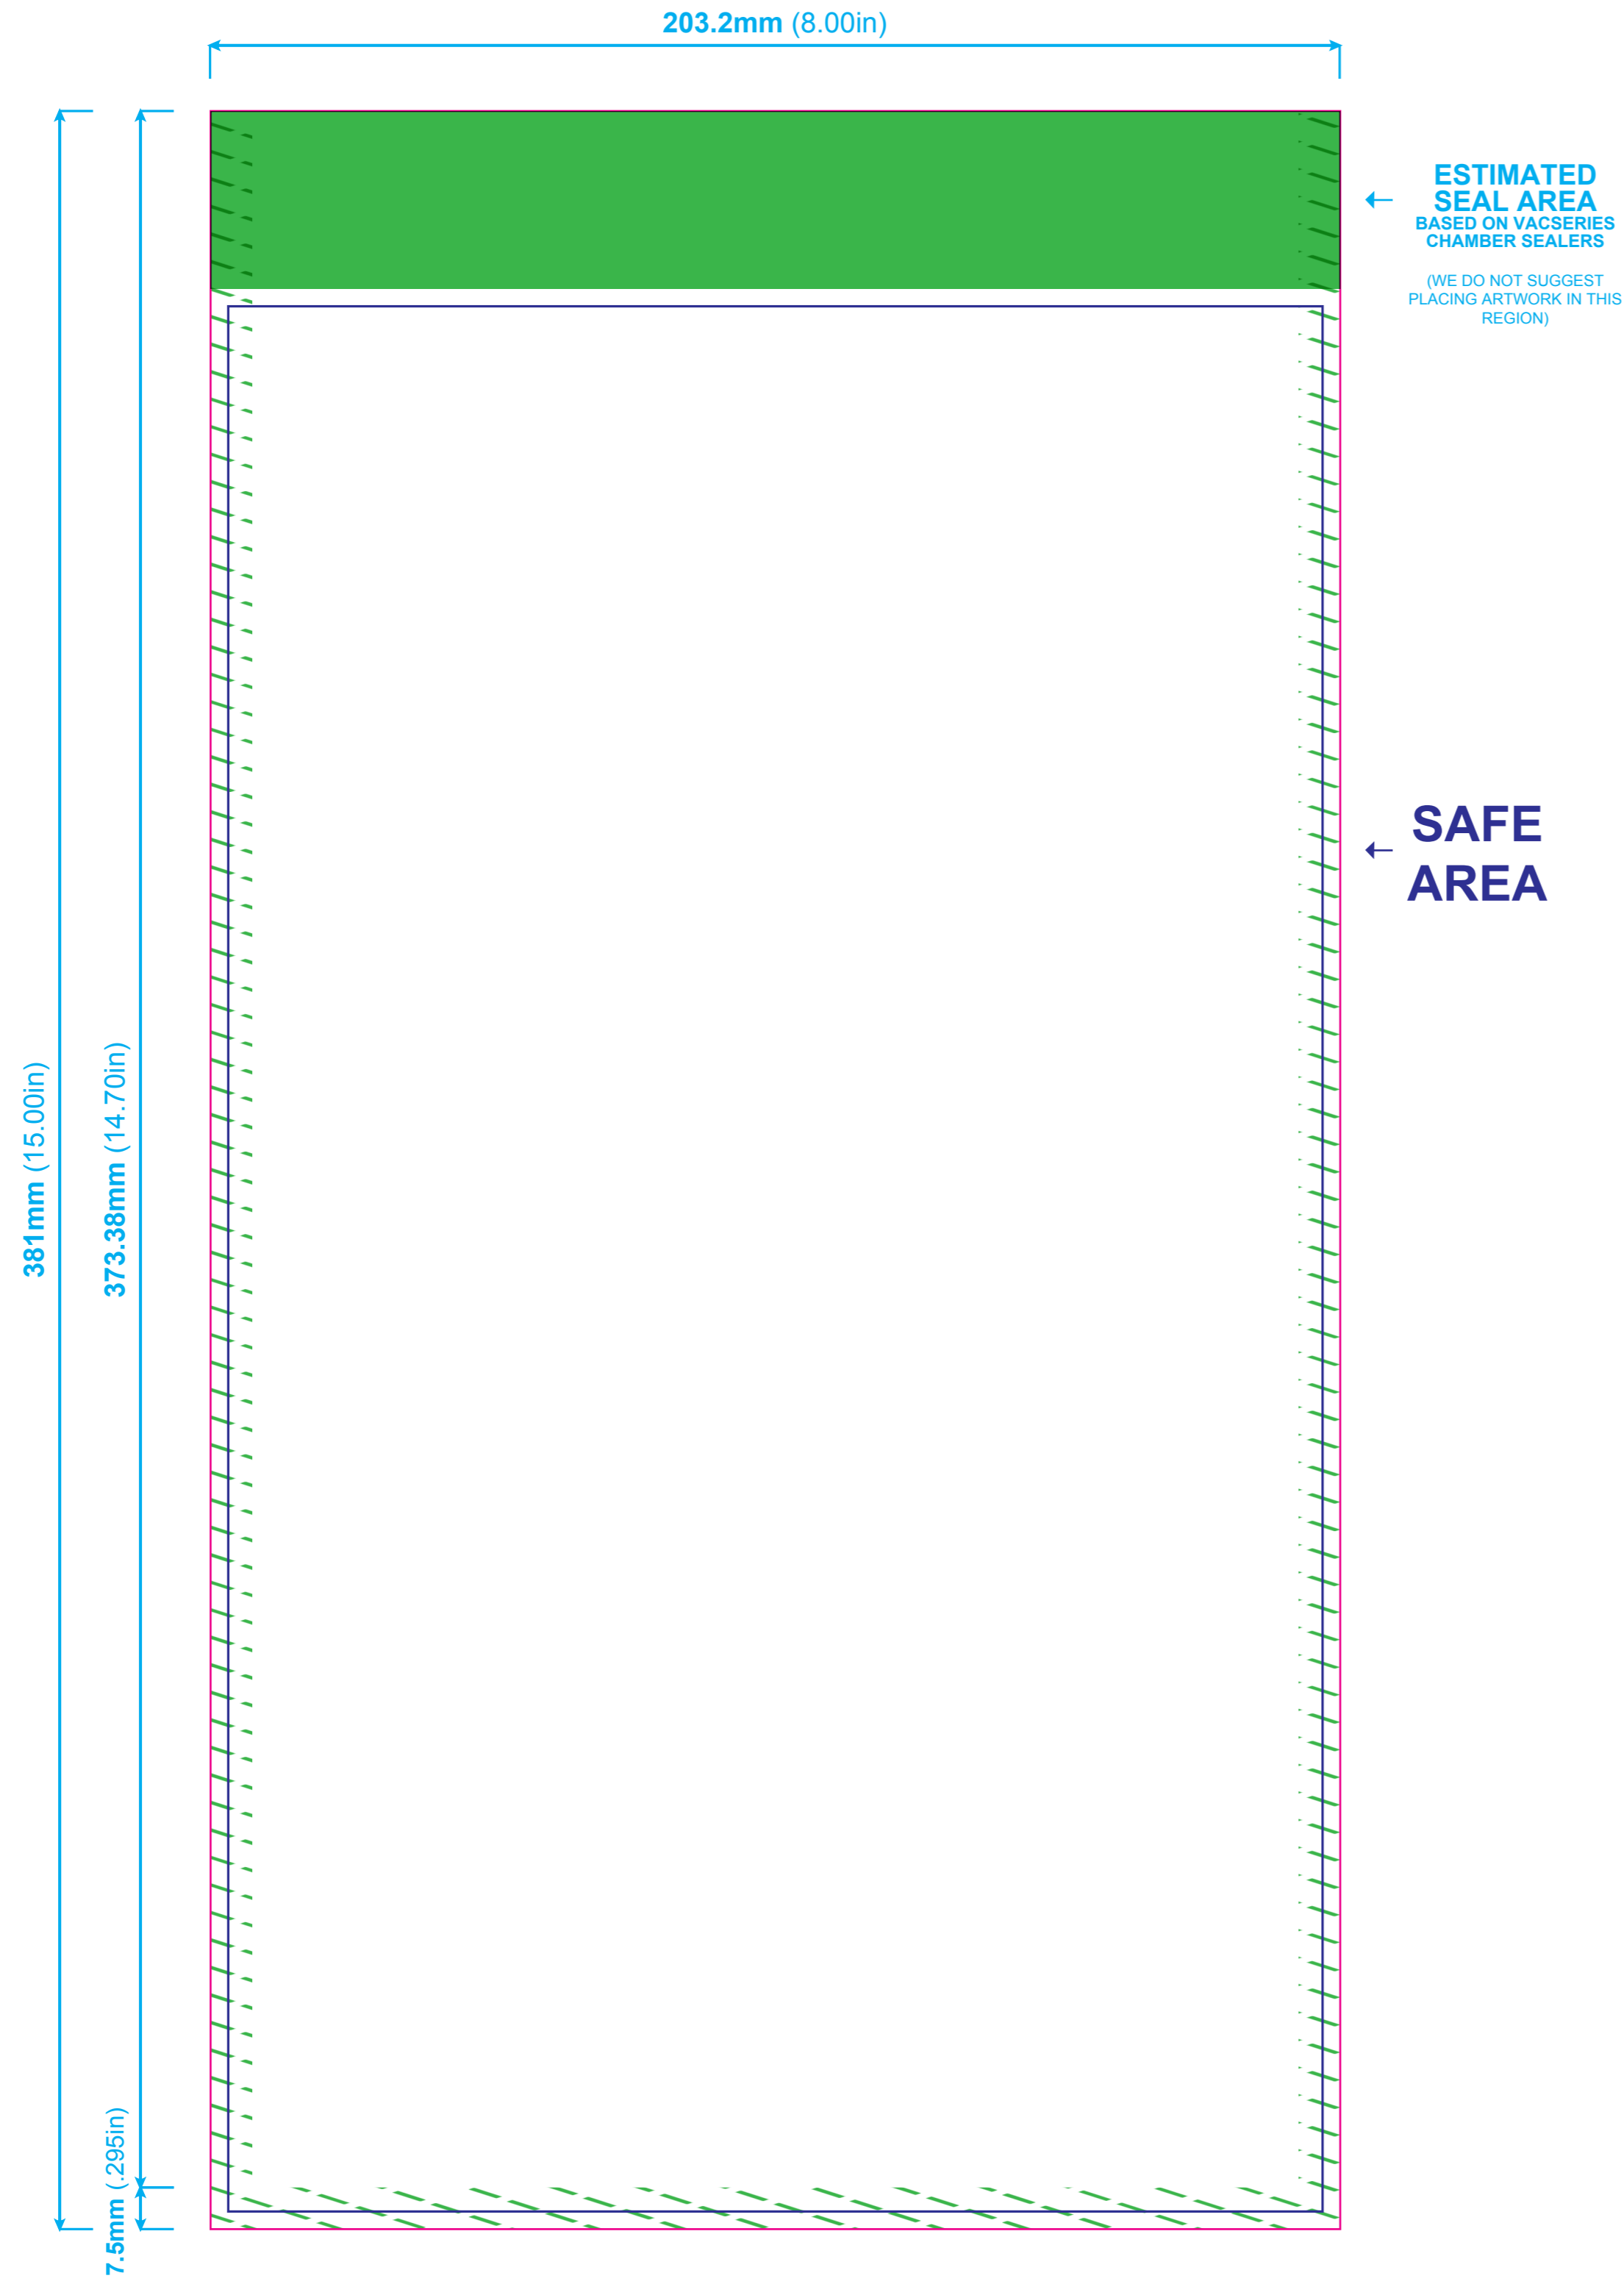 203.2mm (8.00in)
ESTIMATED
SEAL AREA
BASED ON VACSERIES
CHAMBER SEALERS
(WE DO NOT SUGGEST
PLACING ARTWORK IN THIS
REGION)
SAFE
AREA
381mm (15.00in)
373.38mm (14.70in)
7.5mm (.295in)